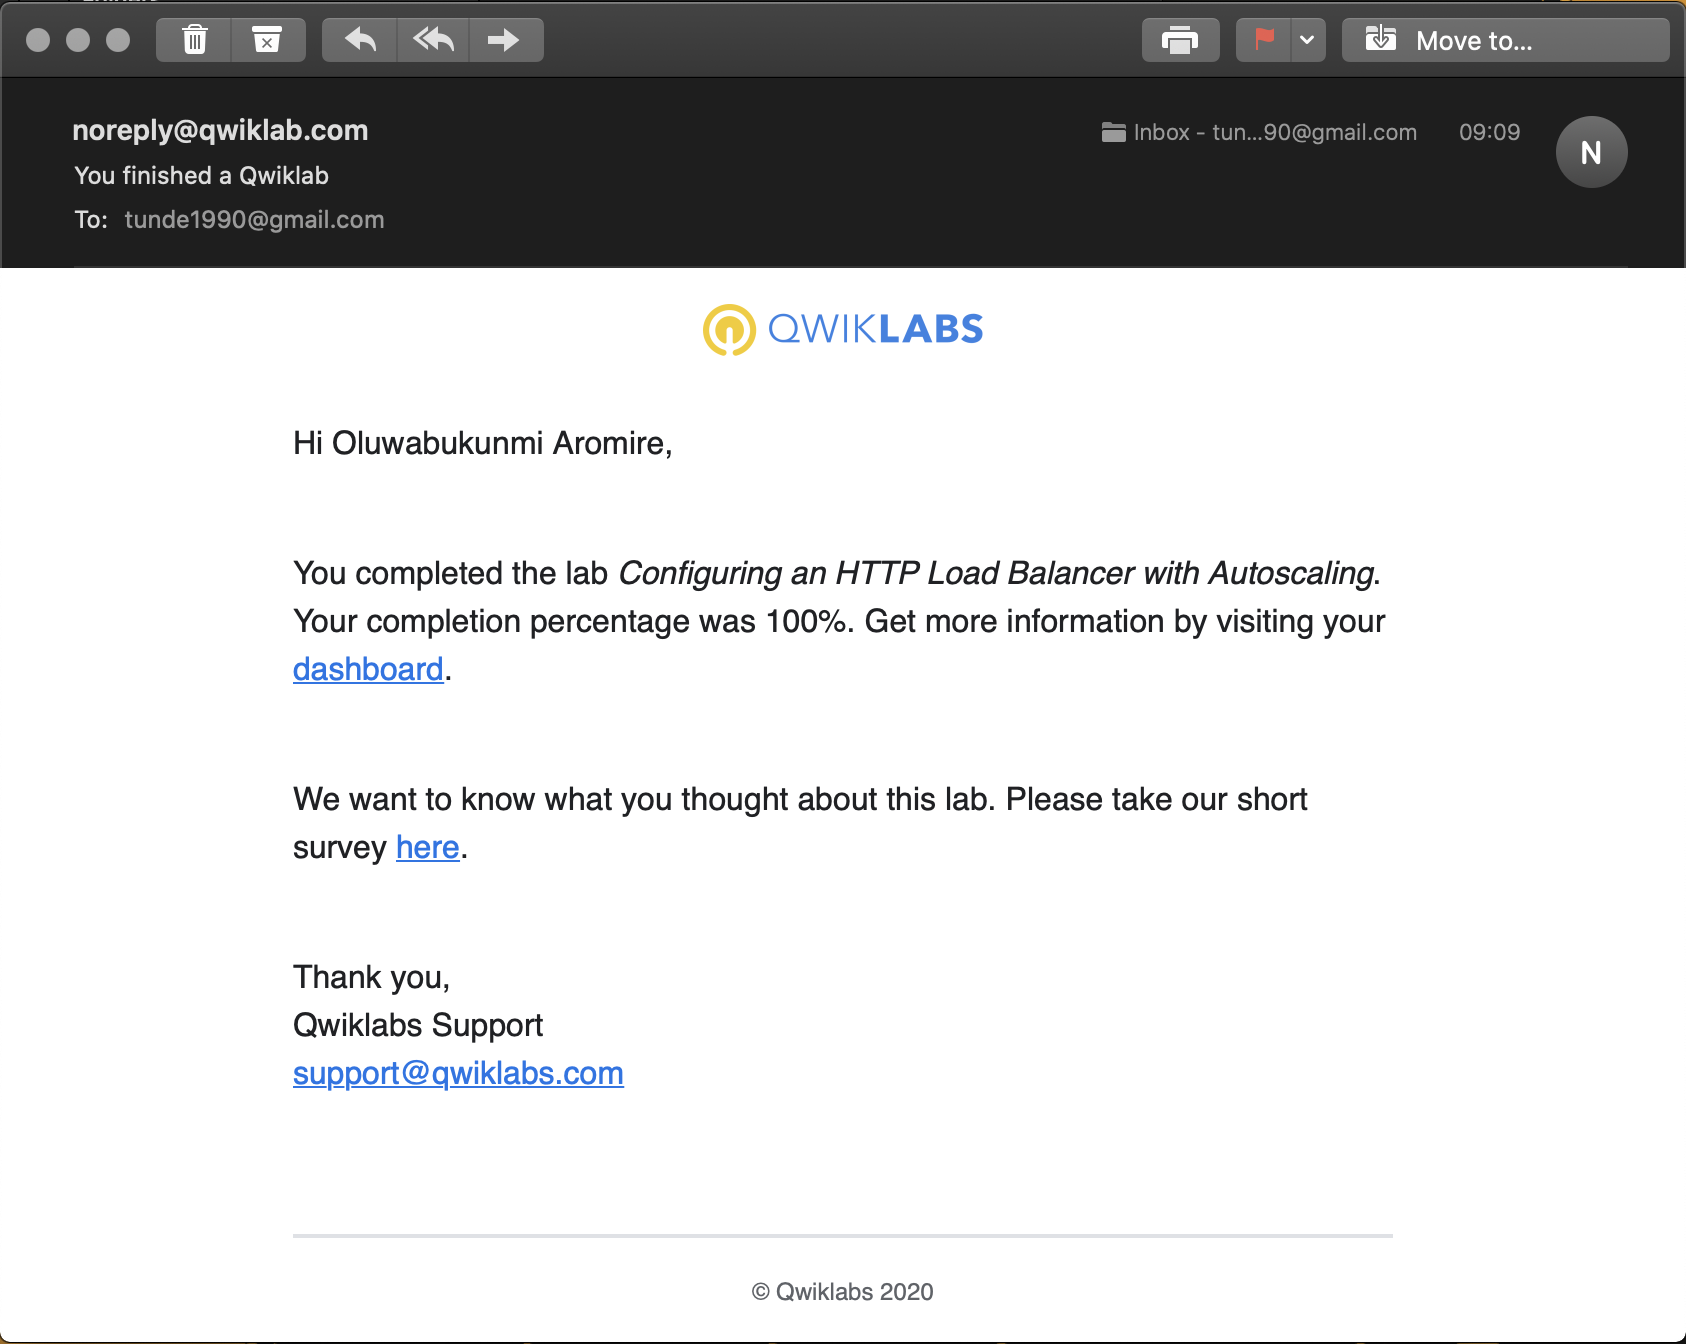 Move to...
noreply@qwiklab.com
Inbox - tun...90@gmail.com 09:09
N
You finished a Qwiklab
To: tunde1990@gmail.com
QWIKLABS
Hi Oluwabukunmi Aromire,
You completed the lab Configuring an HTTP Load Balancer with Autoscaling.
Your completion percentage was 100%. Get more information by visiting your
dashboard.
We want to know what you thought about this lab. Please take our short
survey here.
Thank you,
Qwiklabs Support
support@qwiklabs.com
© Qwiklabs 2020